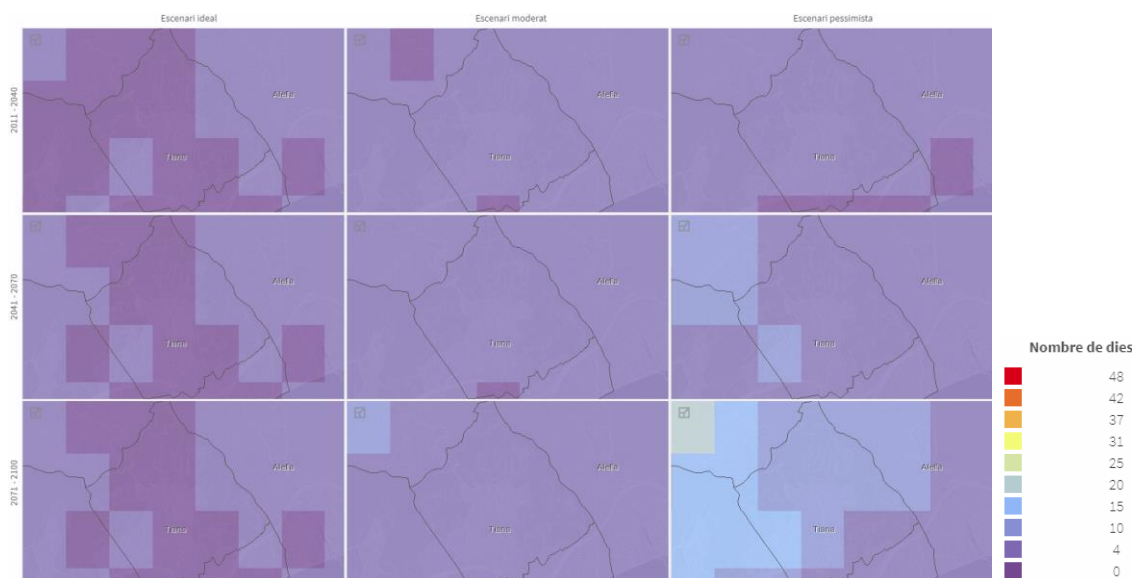 Escenari ideal
Escenari moderat
Escenari pessimista
2011 - 2040
Alella
Tiana
Alella
Tiana
Alella
Tiana
2041 - 2070
Alella
Tiana
Alella
Tiana
Alella
Tiana
2071 - 2100
Alella
Tiana
Alella
Tiana
Alella
Tiana
Nombre de dies
48
42
37
31
25
20
15
10
4
0